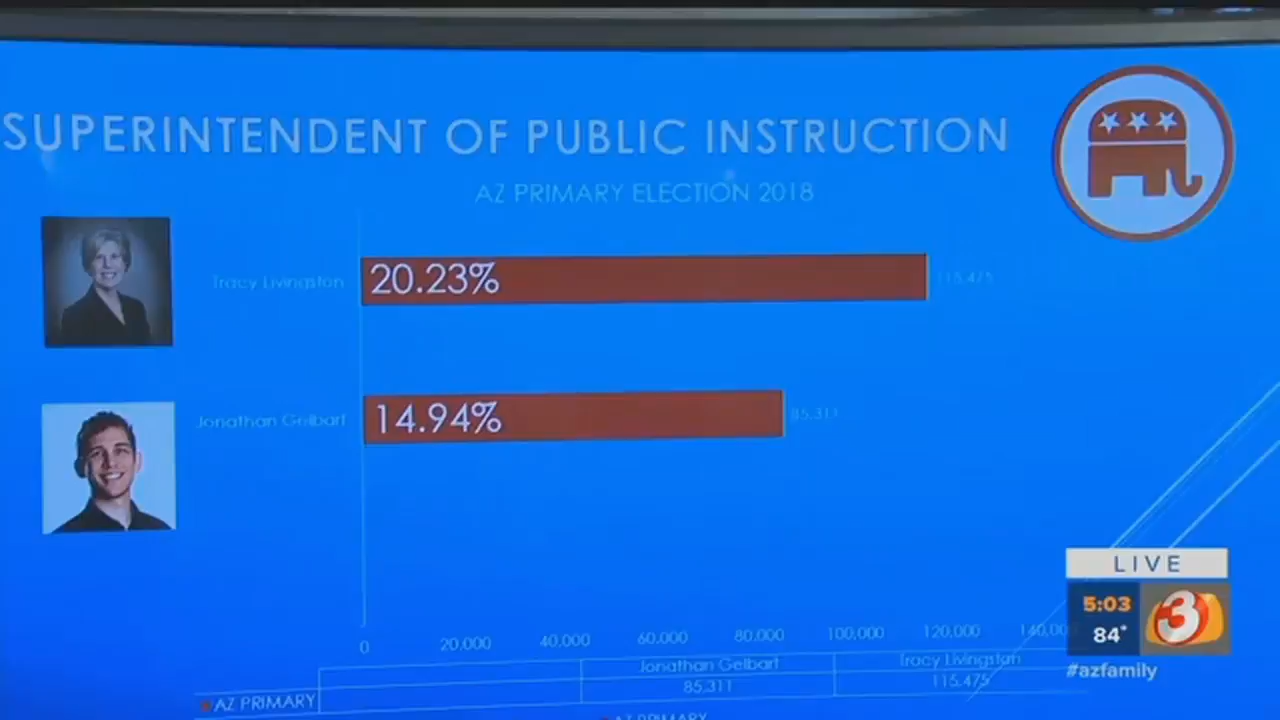 SUPERINTENDENT OF PUBLIC INSTRUCTION
AZ PRIMARY ELECTION 2018
Tracy Livingston
20.23%
115,475
Jonathan Gelbart
14.94%
85,311
0 20,000 40,000 60,000 80,000 100,000 120,000 140,000
Jonathan Gelbart Tracy Livingston
AZ PRIMARY 85,311 115,475
AZ PRIMARY
LIVE
5:03
3
84°
#azfamily